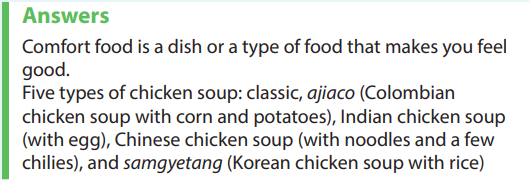 Answers
Comfort food is a dish or a type of food that makes you feel
good.
Five types of chicken soup: classic, ajiaco (Colombian
chicken soup with corn and potatoes), Indian chicken soup
(with egg), Chinese chicken soup (with noodles and a few
chilies), and samgyetang (Korean chicken soup with rice)